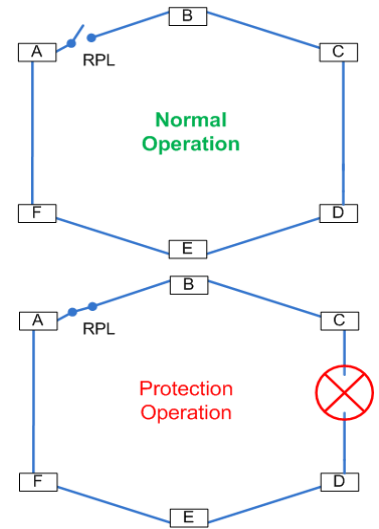 B
A
C
RPL
Normal
Operation
F
D
E
B
A
C
RPL
Protection
Operation
F
D
E